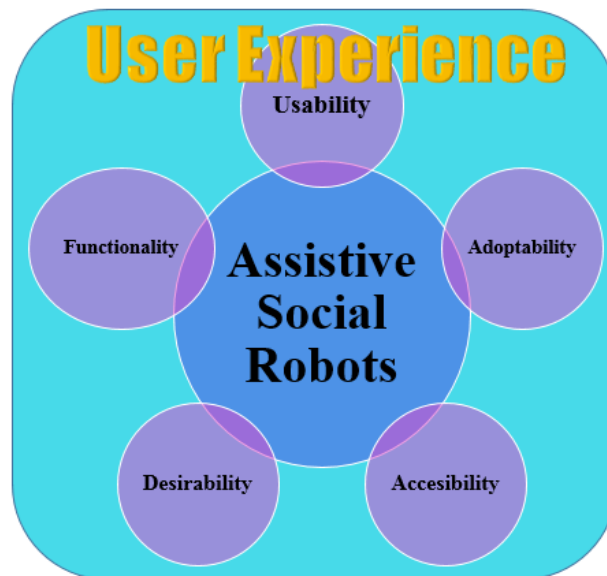 User Experience
Usability
Functionality
Adoptability
Assistive
Social
Robots
Desirability
Accesibility